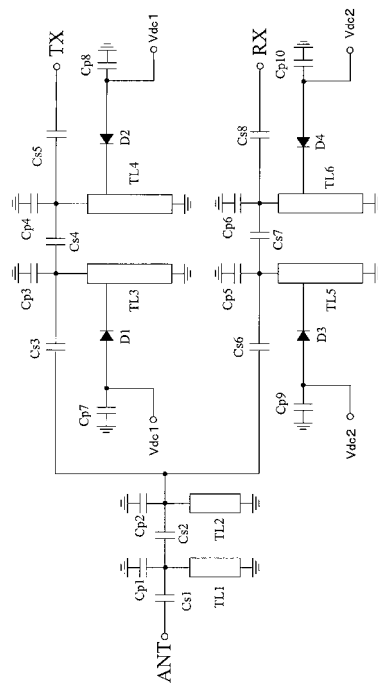 TX
Cp8
Vdc1
Cs5
D2
TL4
Cp4
Cs4
Cp3
TL3
Cs3
D1
Cp7
Vdc1
RX
Cp10
Vdc2
Cs8
D4
TL6
Cp6
Cs7
Cp5
TL5
Cs6
D3
Cp9
Vdc2
Cp2
TL2
Cs2
Cp1
TL1
Cs1
ANT